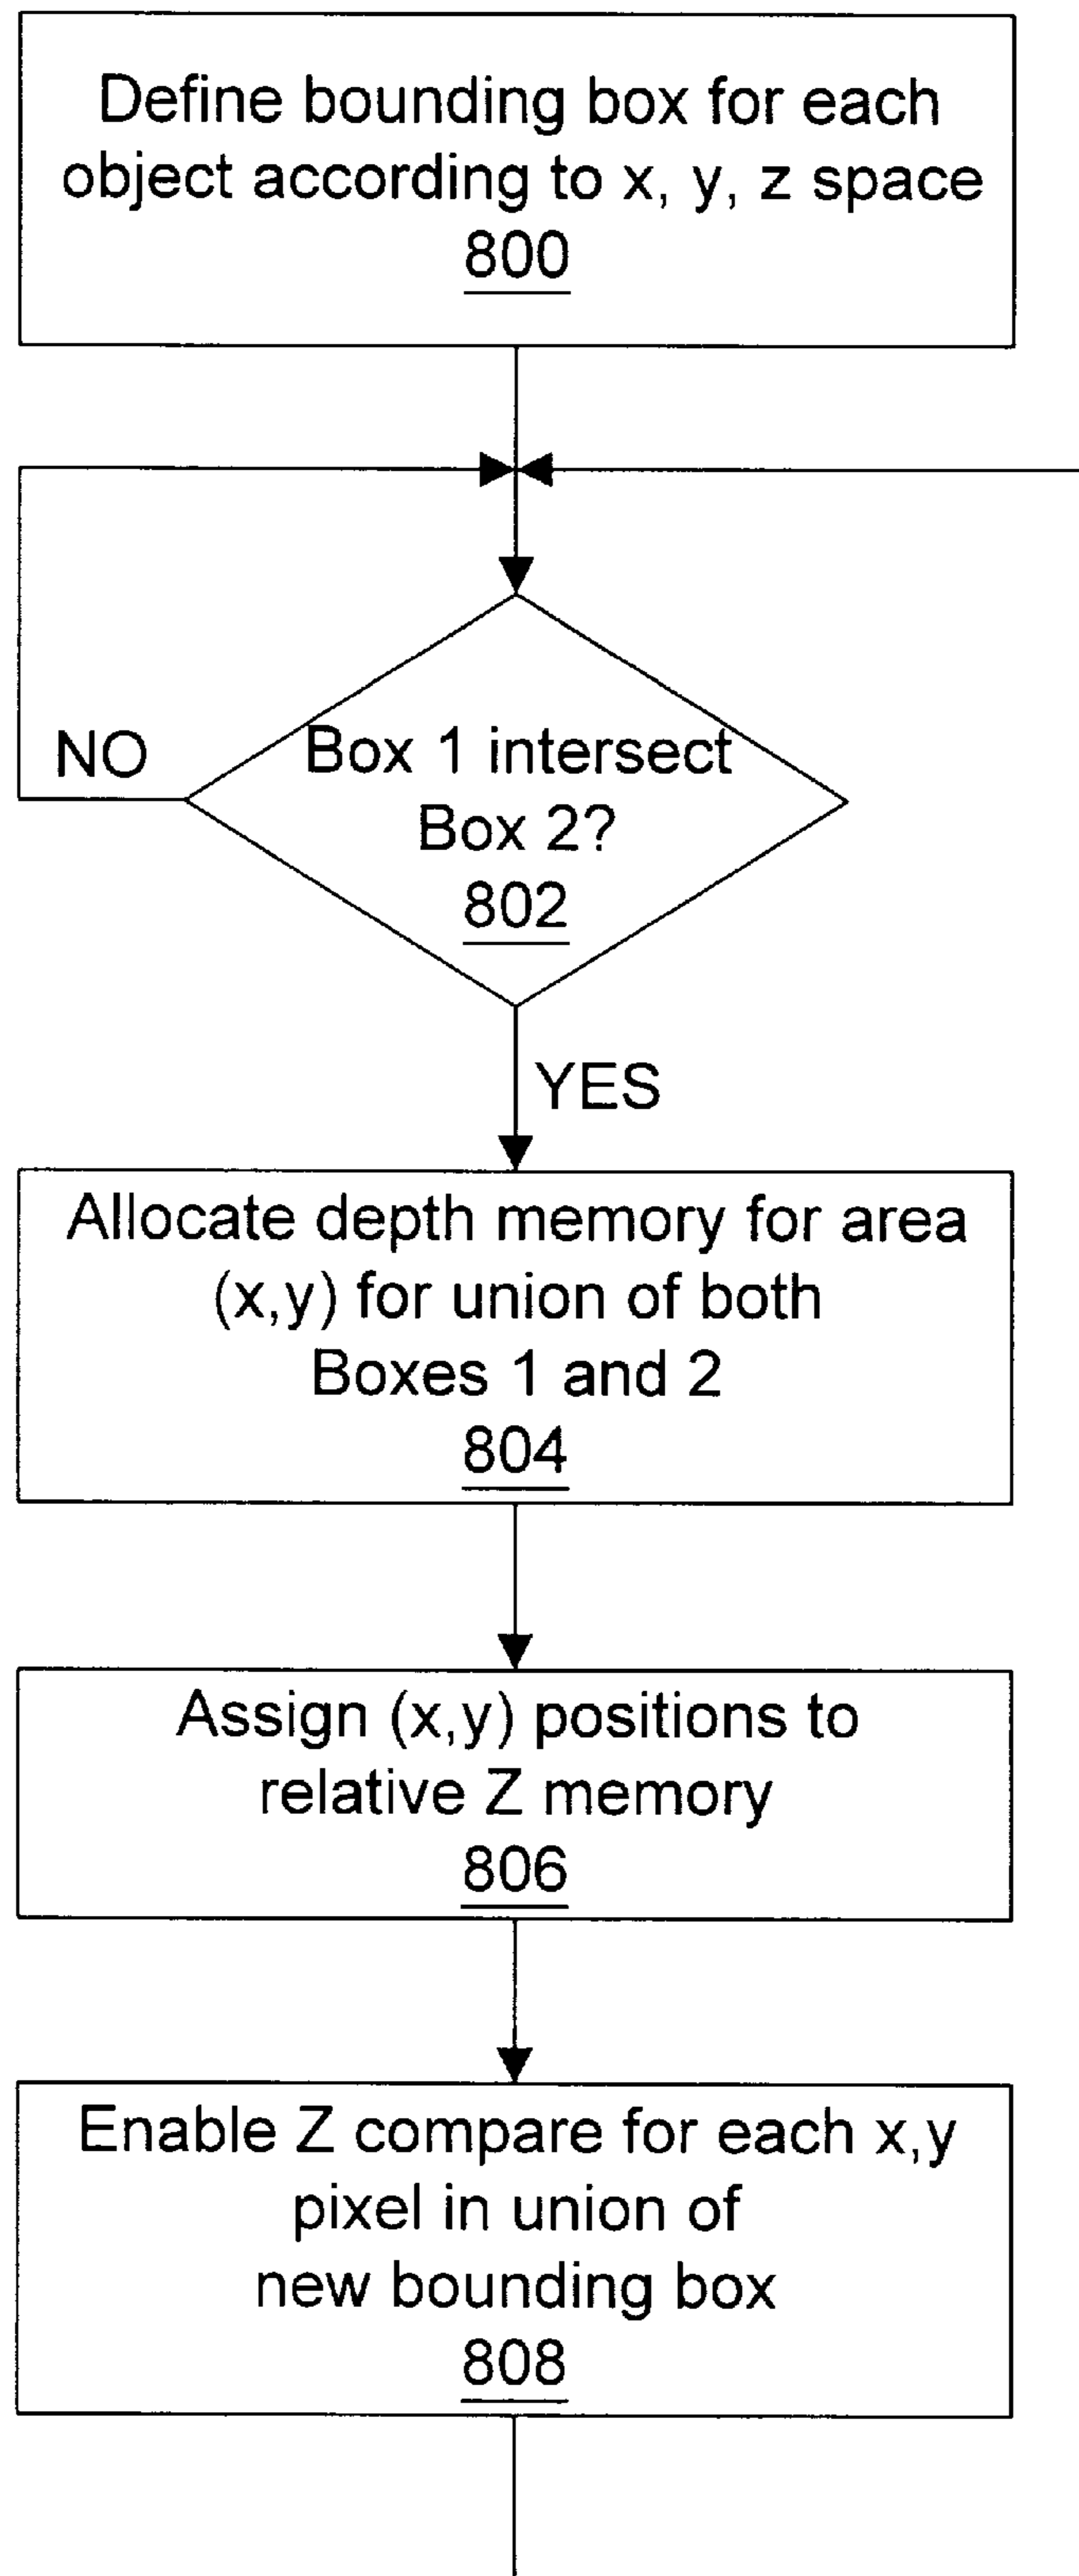 Define bounding box for each
object according to x, y, z space
800
NO
Box 1 intersect
Box 2?
802
YES
Allocate depth memory for area
(x,y) for union of both
Boxes 1 and 2
804
Assign (x,y) positions to
relative Z memory
806
Enable Z compare for each x,y
pixel in union of
new bounding box
808